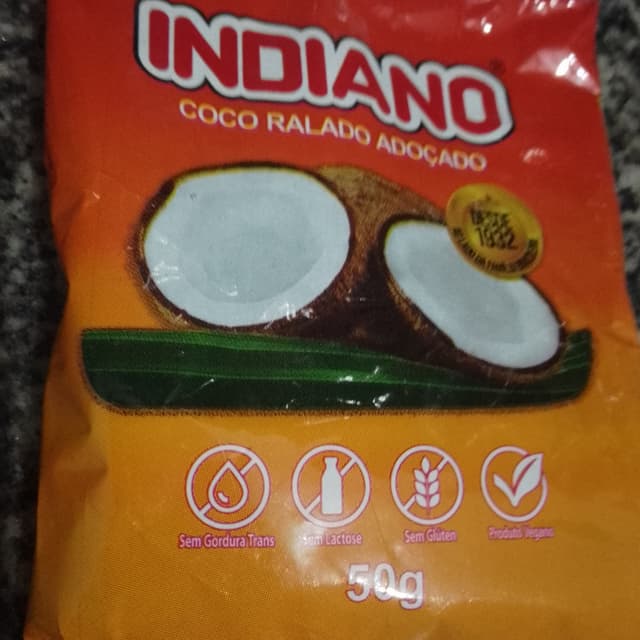 INDIANO
COCO RALADO ADOÇADO
DESDE
1932
Sem Gordura Trans
Sem Lactose
Sem Glúten
Produto Vegano
50g